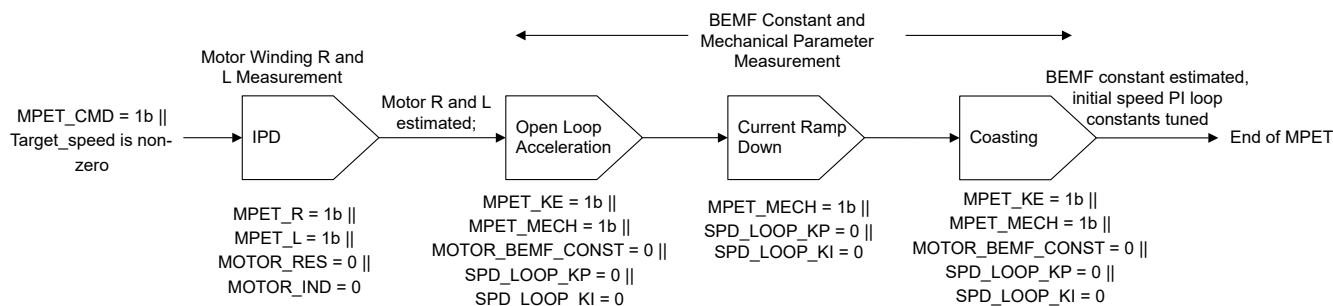 BEMF Constant and
Mechanical Parameter
Measurement
Motor Winding R and
L Measurement
MPET_CMD = 1b ||
Target_speed is non-
zero
IPD
Motor R and L
estimated;
Open Loop
Acceleration
Current Ramp
Down
Coasting
BEMF constant estimated,
initial speed PI loop
constants tuned
End of MPET
MPET_R = 1b ||
MPET_L = 1b ||
MOTOR_RES = 0 ||
MOTOR_IND = 0
MPET_KE = 1b ||
MPET_MECH = 1b ||
MOTOR_BEMF_CONST = 0 ||
SPD_LOOP_KP = 0 ||
SPD_LOOP_KI = 0
MPET_MECH = 1b ||
SPD_LOOP_KP = 0 ||
SPD_LOOP_KI = 0
MPET_KE = 1b ||
MPET_MECH = 1b ||
MOTOR_BEMF_CONST = 0 ||
SPD_LOOP_KP = 0 ||
SPD_LOOP_KI = 0